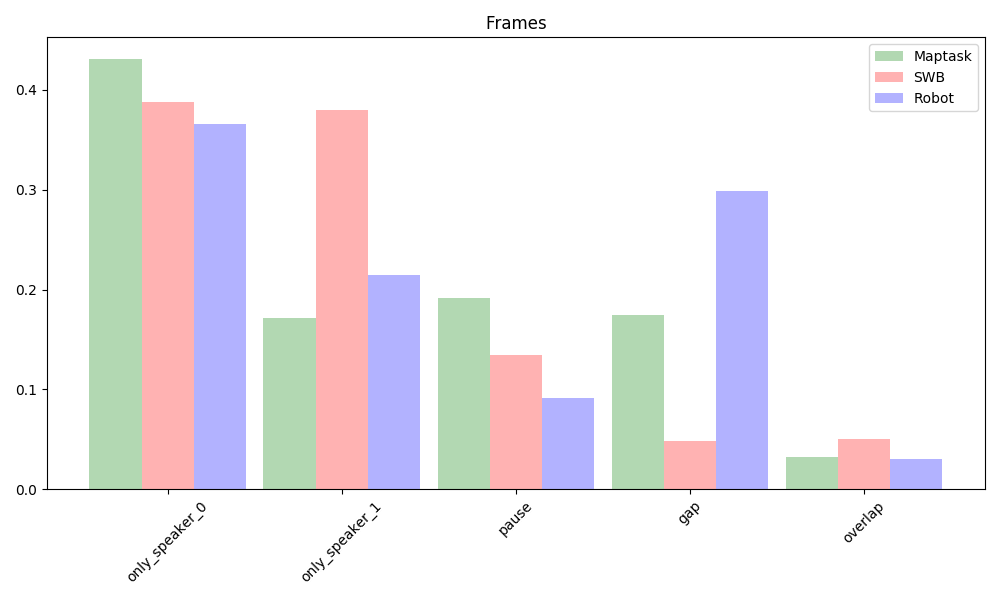 Frames
Maptask
SWB
Robot
0.4
0.3
0.2
0.1
0.0
only_speaker_0
only_speaker_1
pause
gap
overlap